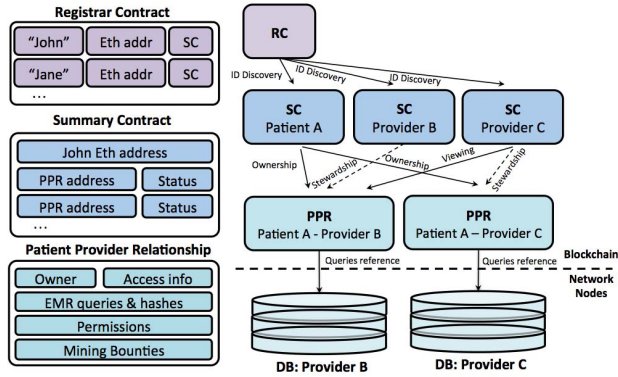 Registrar Contract
"John" Eth addr SC
"Jane" Eth addr SC
...
Summary Contract
John Eth address
PPR address Status
PPR address Status
...
Patient Provider Relationship
Owner Access info
EMR queries & hashes
Permissions
Mining Bounties
RC
ID Discovery ID Discovery ID Discovery
SC SC SC
Patient A Provider B Provider C
Ownership Stewardship Ownership Viewing Stewardship
PPR PPR
Patient A - Provider B Patient A – Provider C
Queries reference Queries reference
Blockchain
Network
Nodes
DB: Provider B DB: Provider C